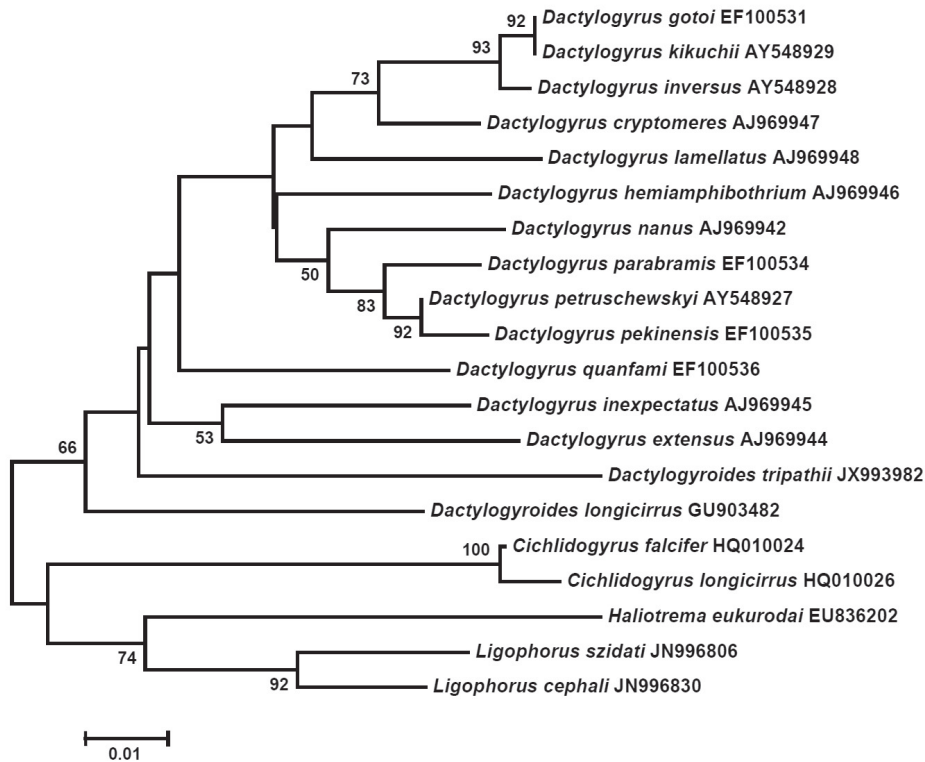 92 Dactylogyrus gotoi EF100531
Dactylogyrus kikuchii AY548929
93
Dactylogyrus inversus AY548928
73
Dactylogyrus cryptomeres AJ969947
Dactylogyrus lamellatus AJ969948
Dactylogyrus hemiamphibothrium AJ969946
Dactylogyrus nanus AJ969942
50
Dactylogyrus parabramis EF100534
83
Dactylogyrus petruschewskyi AY548927
92
Dactylogyrus pekinensis EF100535
Dactylogyrus quanfami EF100536
Dactylogyrus inexpectatus AJ969945
53
Dactylogyrus extensus AJ969944
66
Dactylogyroides tripathii JX993982
Dactylogyroides longicirrus GU903482
100 Cichlidogyrus falcifer HQ010024
Cichlidogyrus longicirrus HQ010026
Haliotrema eukurodai EU836202
74
Ligophorus szidati JN996806
92
Ligophorus cephali JN996830
0.01